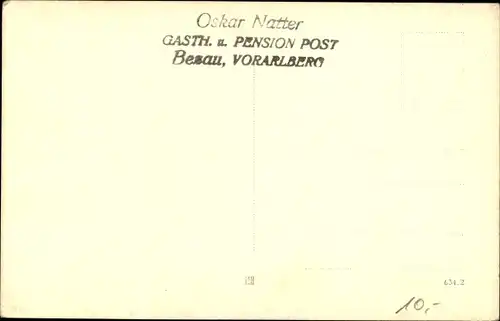 Oskar Natter
GASTH. u. PENSION POST
Bezau, VORARLBERG
634.2
10,-